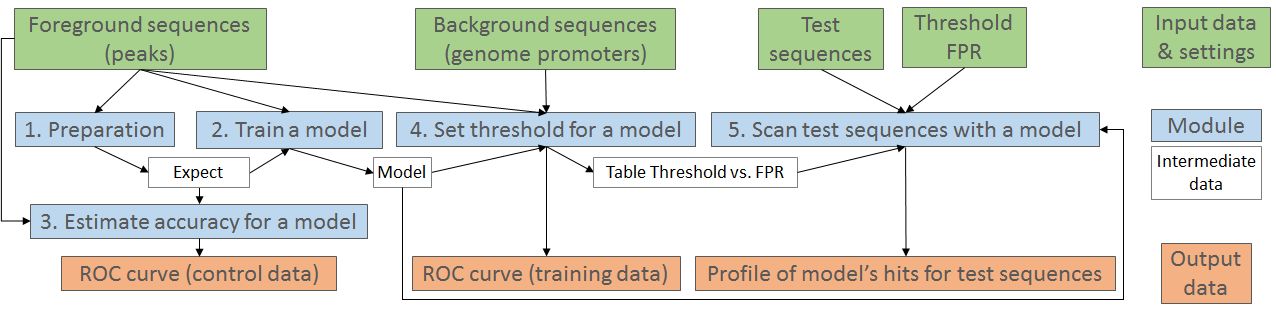 Foreground sequences
(peaks)
Background sequences
(genome promoters)
Test
sequences
Threshold
FPR
Input data
& settings
1. Preparation
2. Train a model
4. Set threshold for a model
5. Scan test sequences with a model
Module
Expect
Model
Table Threshold vs. FPR
Intermediate
data
3. Estimate accuracy for a model
ROC curve (control data)
ROC curve (training data)
Profile of model's hits for test sequences
Output
data